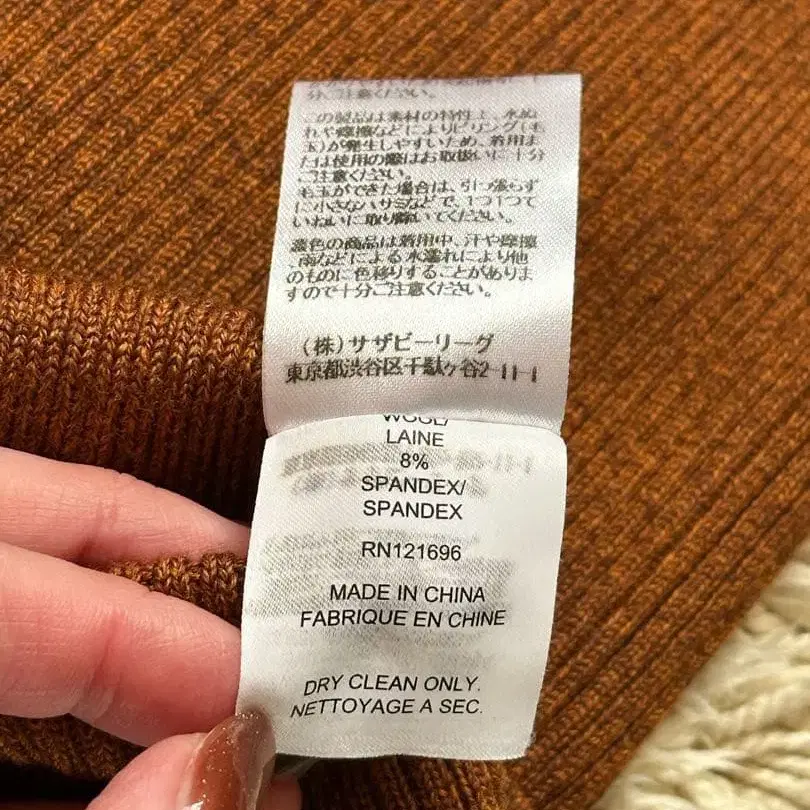 分ご注意ください。
この製品は素材の特性上、水ぬ
れや摩擦などによりピリング(毛
玉)が発生しやすいため、着用ま
たは使用の際はお取扱いに十分
ご注意ください。
毛玉ができた場合は、引っ張らず
に小さなハサミなどで、1つ1つて
いねいに取り除いてください。
濃色の商品は着用中、汗や摩擦
雨などによる水濡れにより他
のものに色移りすることがありま
すので十分ご注意ください。
(株)サザビーリーグ
東京都渋谷区千駄ヶ谷2-11-1
WOOL/
LAINE
8%
SPANDEX/
SPANDEX
RN121696
MADE IN CHINA
FABRIQUE EN CHINE
DRY CLEAN ONLY.
NETTOYAGE A SEC.